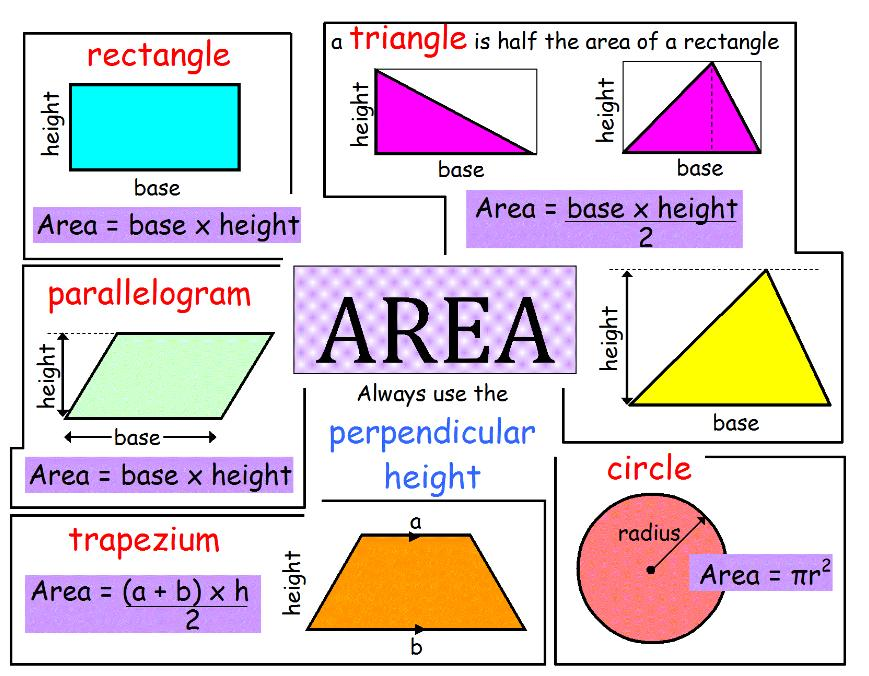 rectangle
height
base
Area = base x height
a triangle is half the area of a rectangle
height
base
height
base
Area = base x height
2
parallelogram
height
base
Area = base x height
AREA
Always use the
perpendicular
height
height
base
trapezium
Area = (a + b) x h
2
height
a
b
circle
radius
Area = πr²